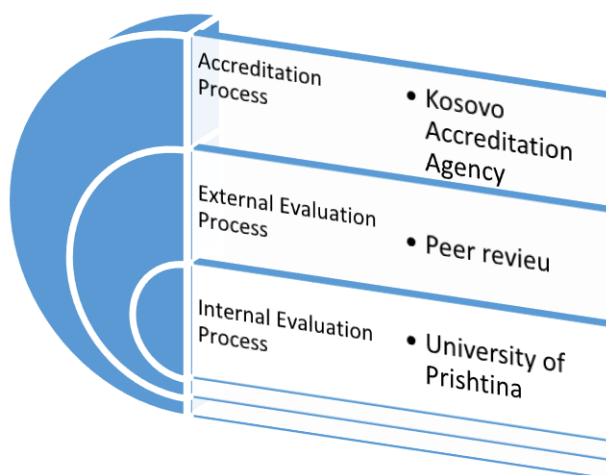 Accreditation
Process
• Kosovo
Accreditation
Agency
External Evaluation
Process
• Peer revieu
Internal Evaluation
Process
• University of
Prishtina